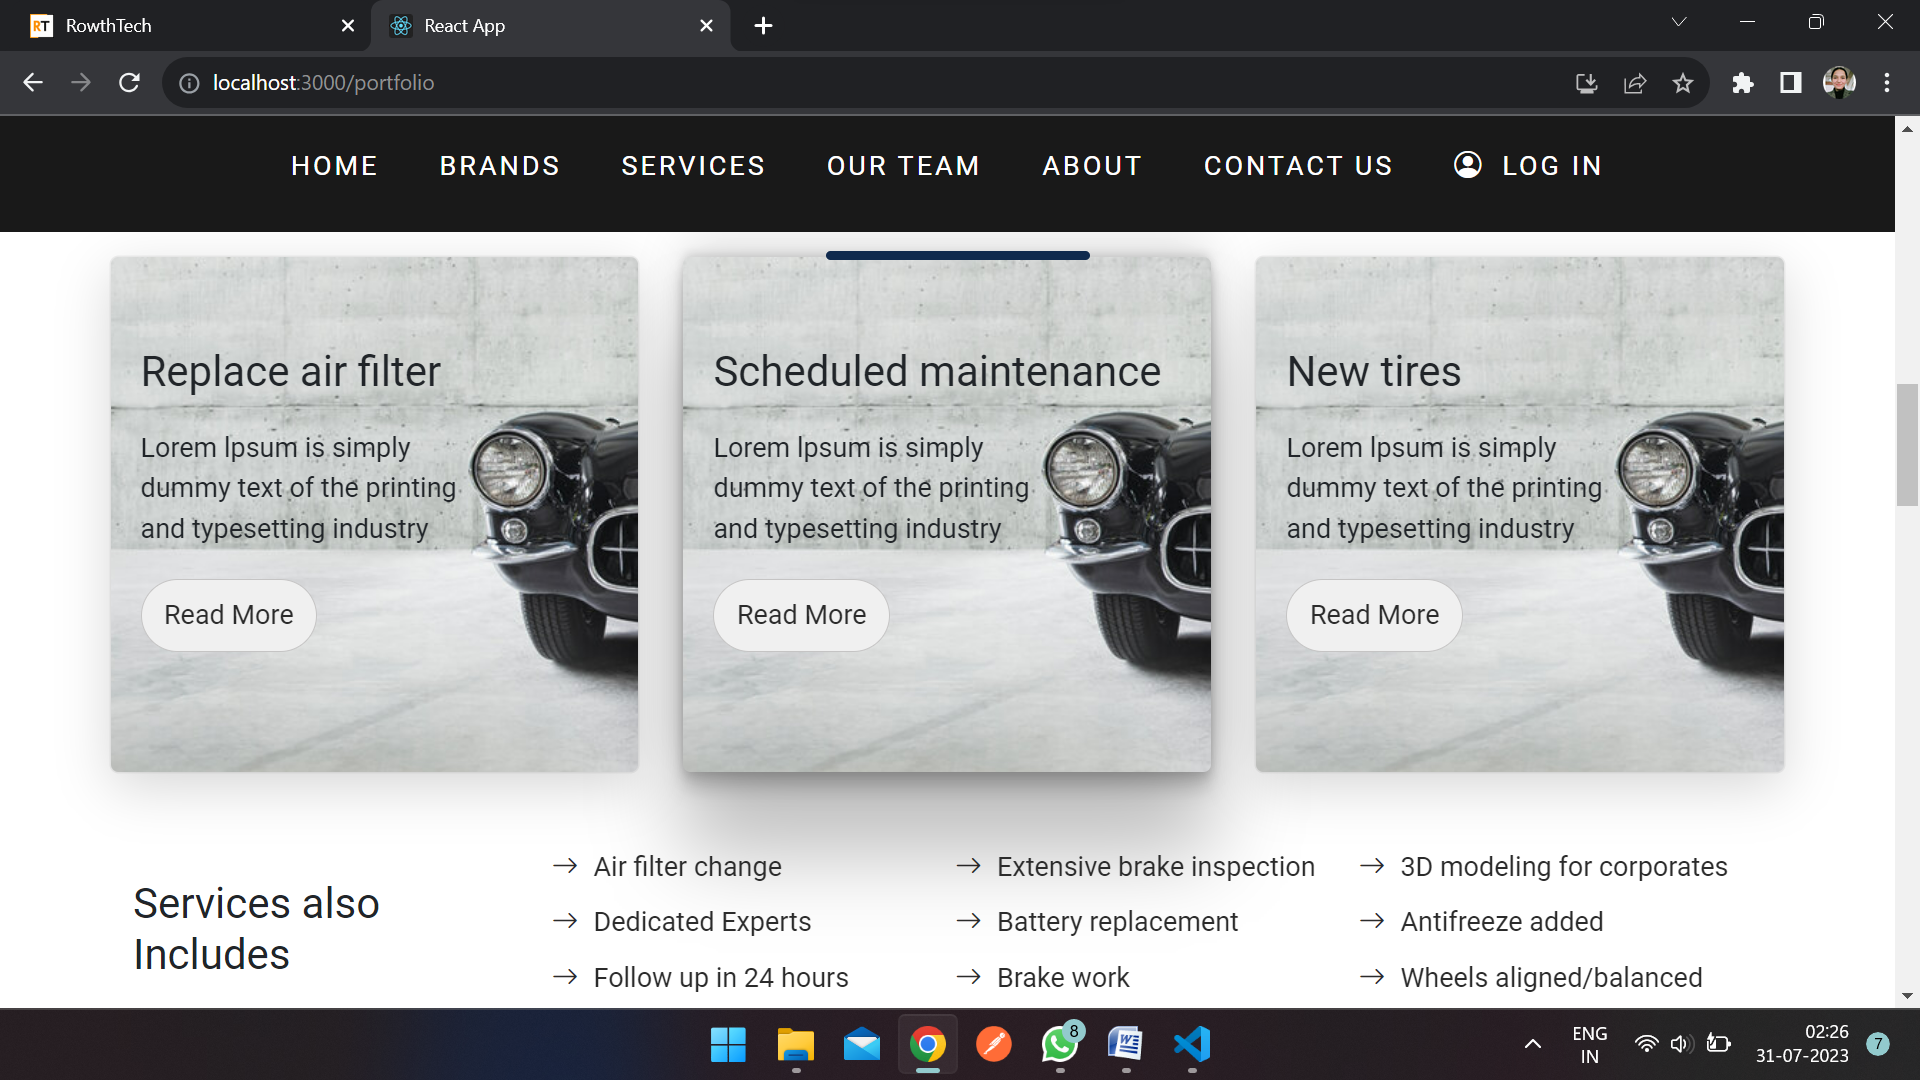 RowthTech
React App
localhost:3000/portfolio
HOME BRANDS SERVICES OUR TEAM ABOUT CONTACT US LOG IN
Replace air filter
Lorem Ipsum is simply
dummy text of the printing
and typesetting industry
Read More
Scheduled maintenance
Lorem Ipsum is simply
dummy text of the printing
and typesetting industry
Read More
New tires
Lorem Ipsum is simply
dummy text of the printing
and typesetting industry
Read More
Services also
Includes
Air filter change
Dedicated Experts
Follow up in 24 hours
Extensive brake inspection
Battery replacement
Brake work
3D modeling for corporates
Antifreeze added
Wheels aligned/balanced
8
ENG
IN
02:26
31-07-2023
7